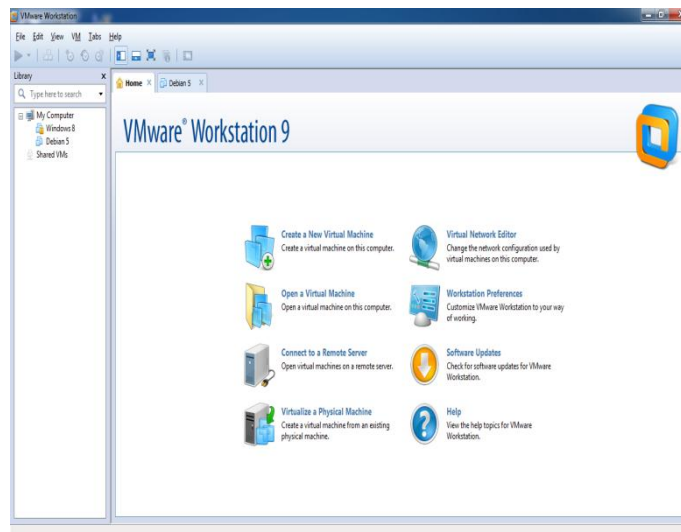 VMware Workstation
File Edit View VM Tabs Help
Library x
Home × Debian 5 ×
Type here to search
My Computer
Windows 8
Debian 5
Shared VMs
VMware® Workstation 9
Create a New Virtual Machine
Create a virtual machine on this computer.
Virtual Network Editor
Change the network configuration used by
virtual machines on this computer.
Open a Virtual Machine
Open a virtual machine on this computer.
Workstation Preferences
Customize VMware Workstation to your way
of working.
Connect to a Remote Server
Open virtual machines on a remote server.
Software Updates
Check for software updates for VMware
Workstation.
Virtualize a Physical Machine
Create a virtual machine from an existing
physical machine.
Help
View the help topics for VMware
Workstation.